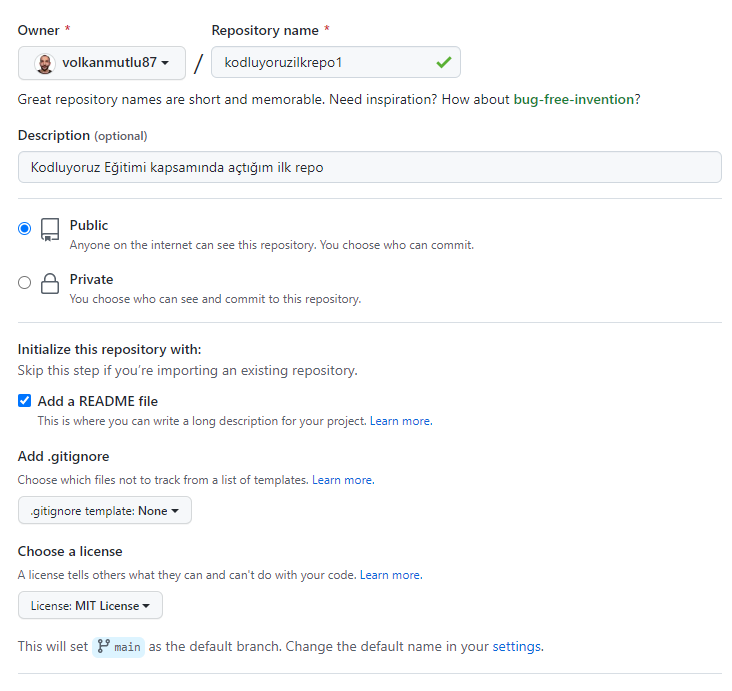 Owner * Repository name *
volkanmutlu87 / kodluyoruzilkrepo1
Great repository names are short and memorable. Need inspiration? How about bug-free-invention?
Description (optional)
Kodluyoruz Eğitimi kapsamında açtığım ilk repo
Public
Anyone on the internet can see this repository. You choose who can commit.
Private
You choose who can see and commit to this repository.
Initialize this repository with:
Skip this step if you're importing an existing repository.
Add a README file
This is where you can write a long description for your project. Learn more.
Add .gitignore
Choose which files not to track from a list of templates. Learn more.
.gitignore template: None
Choose a license
A license tells others what they can and can't do with your code. Learn more.
License: MIT License
This will set main as the default branch. Change the default name in your settings.